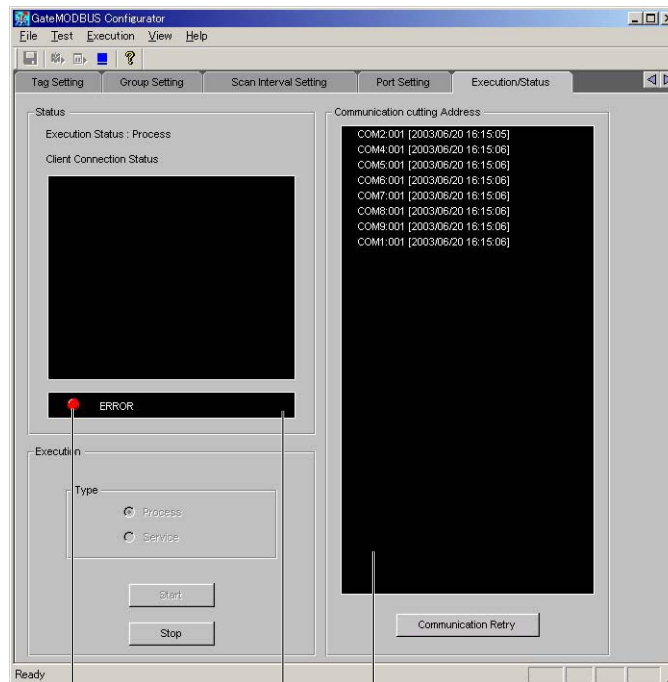 GateMODBUS Configurator
File Test Execution View Help
Tag Setting Group Setting Scan Interval Setting Port Setting Execution/Status
Status
Execution Status : Process
Client Connection Status
ERROR
Execution
Type
Process
Service
Start
Stop
Communication cutting Address
COM2:001 [2003/06/20 16:15:05]
COM4:001 [2003/06/20 16:15:06]
COM5:001 [2003/06/20 16:15:06]
COM6:001 [2003/06/20 16:15:06]
COM7:001 [2003/06/20 16:15:06]
COM8:001 [2003/06/20 16:15:06]
COM9:001 [2003/06/20 16:15:06]
COM1:001 [2003/06/20 16:15:06]
Communication Retry
Ready